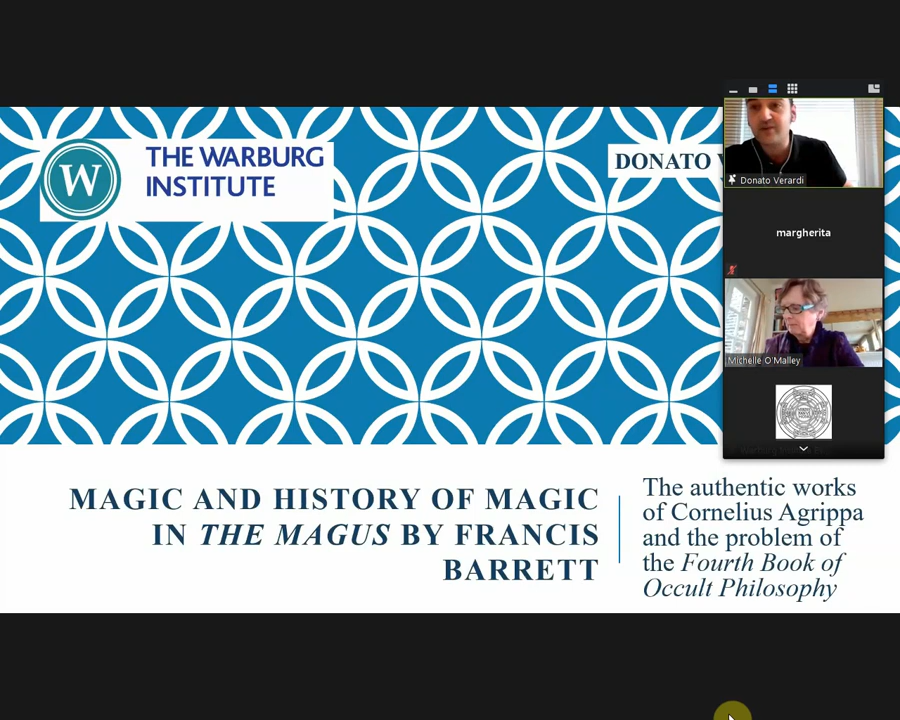 W
THE WARBURG
INSTITUTE
DONATO
Donato Verardi
margherita
Michelle O'Malley
MAGIC AND HISTORY OF MAGIC
IN THE MAGUS BY FRANCIS
BARRETT
The authentic works
of Cornelius Agrippa
and the problem of
the Fourth Book of
Occult Philosophy